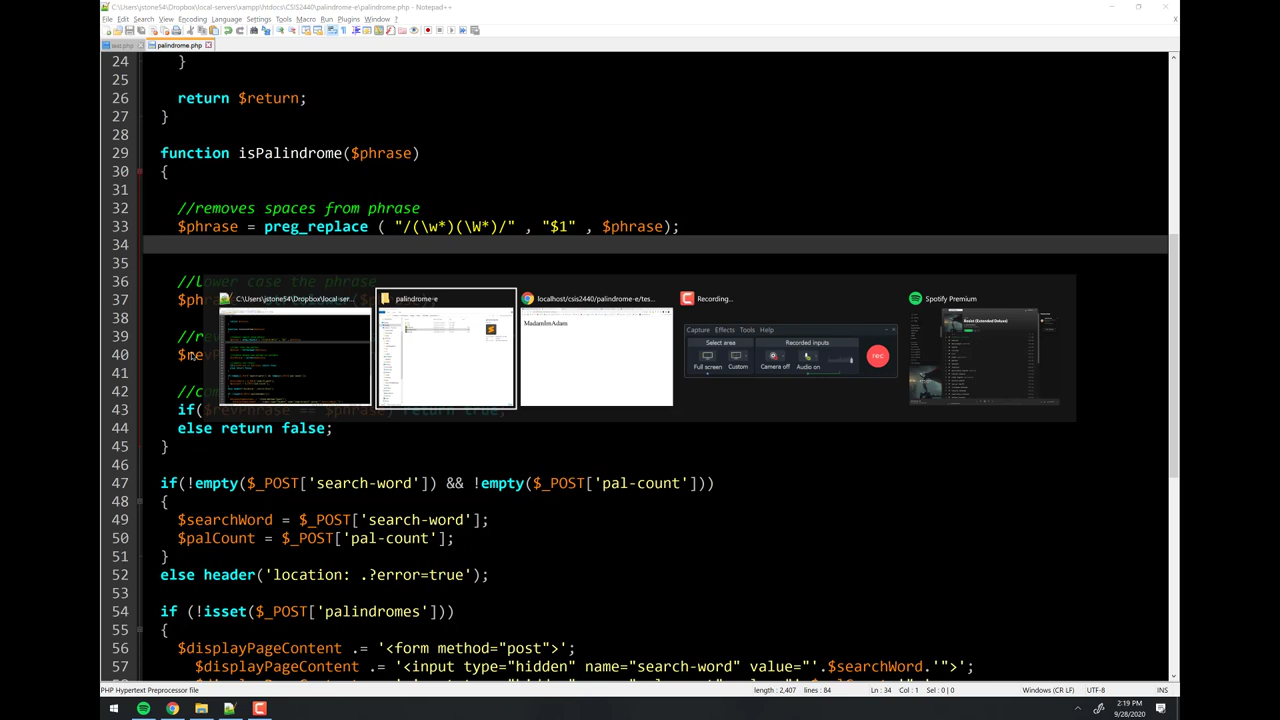 C:\Users\jstone54\Dropbox\local-servers\xampp\htdocs\CSIS2440\palindrome-e\palindrome.php - Notepad++
File Edit Search View Encoding Language Settings Tools Macro Run Plugins Window ?
X
test.php palindrome.php
24 }
25
26 return $return;
27 }
28
29 function isPalindrome($phrase)
30 {
31
32 //removes spaces from phrase
33 $phrase = preg_replace ( "/(\w*)(\W*)/" , "$1" , $phrase);
34
35
36 //lower case the phrase
37 $ph
38
39 //re
40 $rev
41
42 //c
43 if($revPhrase == $phrase) return true;
44 else return false;
45 }
46
47 if(!empty($_POST['search-word']) && !empty($_POST['pal-count']))
48 {
49 $searchWord = $_POST['search-word'];
50 $palCount = $_POST['pal-count'];
51 }
52 else header('location: .?error=true');
53
54 if (!isset($_POST['palindromes']))
55 {
56 $displayPageContent .= '<form method="post">';
57 $displayPageContent .= '<input type="hidden" name="search-word" value="'.$searchWord.'">';
C:\Users\jstone54\Dropbox\local-ser...
palindrome-e
localhost/csis2440/palindrome-e/tes...
MadamImAdam
Recording...
Capture Effects Tools Help
Select area Recorded inputs
Full screen Custom Camera off Audio on
rec
Spotify Premium
PHP Hypertext Preprocessor file length : 2,407 lines : 84 Ln : 34 Col : 1 Sel : 0 | 0 Windows (CR LF) UTF-8 INS
2:19 PM
9/28/2020